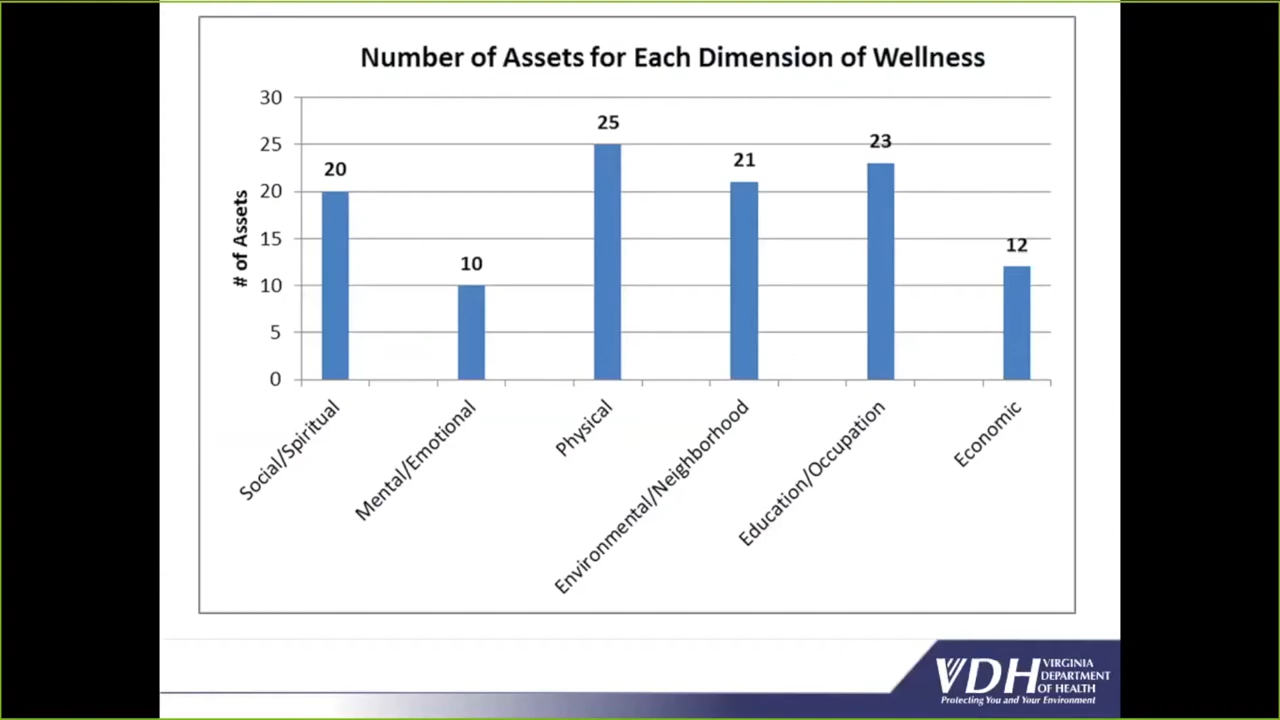 Number of Assets for Each Dimension of Wellness
30
25
20
15
10
5
0
# of Assets
20
10
25
21
23
12
Social/Spiritual
Mental/Emotional
Physical
Environmental/Neighborhood
Education/Occupation
Economic
VDH VIRGINIA
DEPARTMENT
OF HEALTH
Protecting You and Your Environment